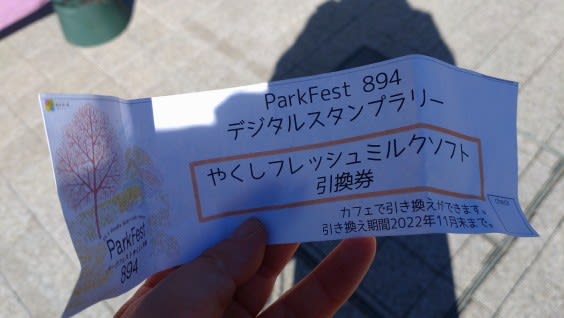 ParkFest 894
デジタルスタンプラリー
やくしフレッシュミルクソフト
引換券
カフェで引き換えができます。
引き換え期間2022年11月末まで。
check
ParkFest
894